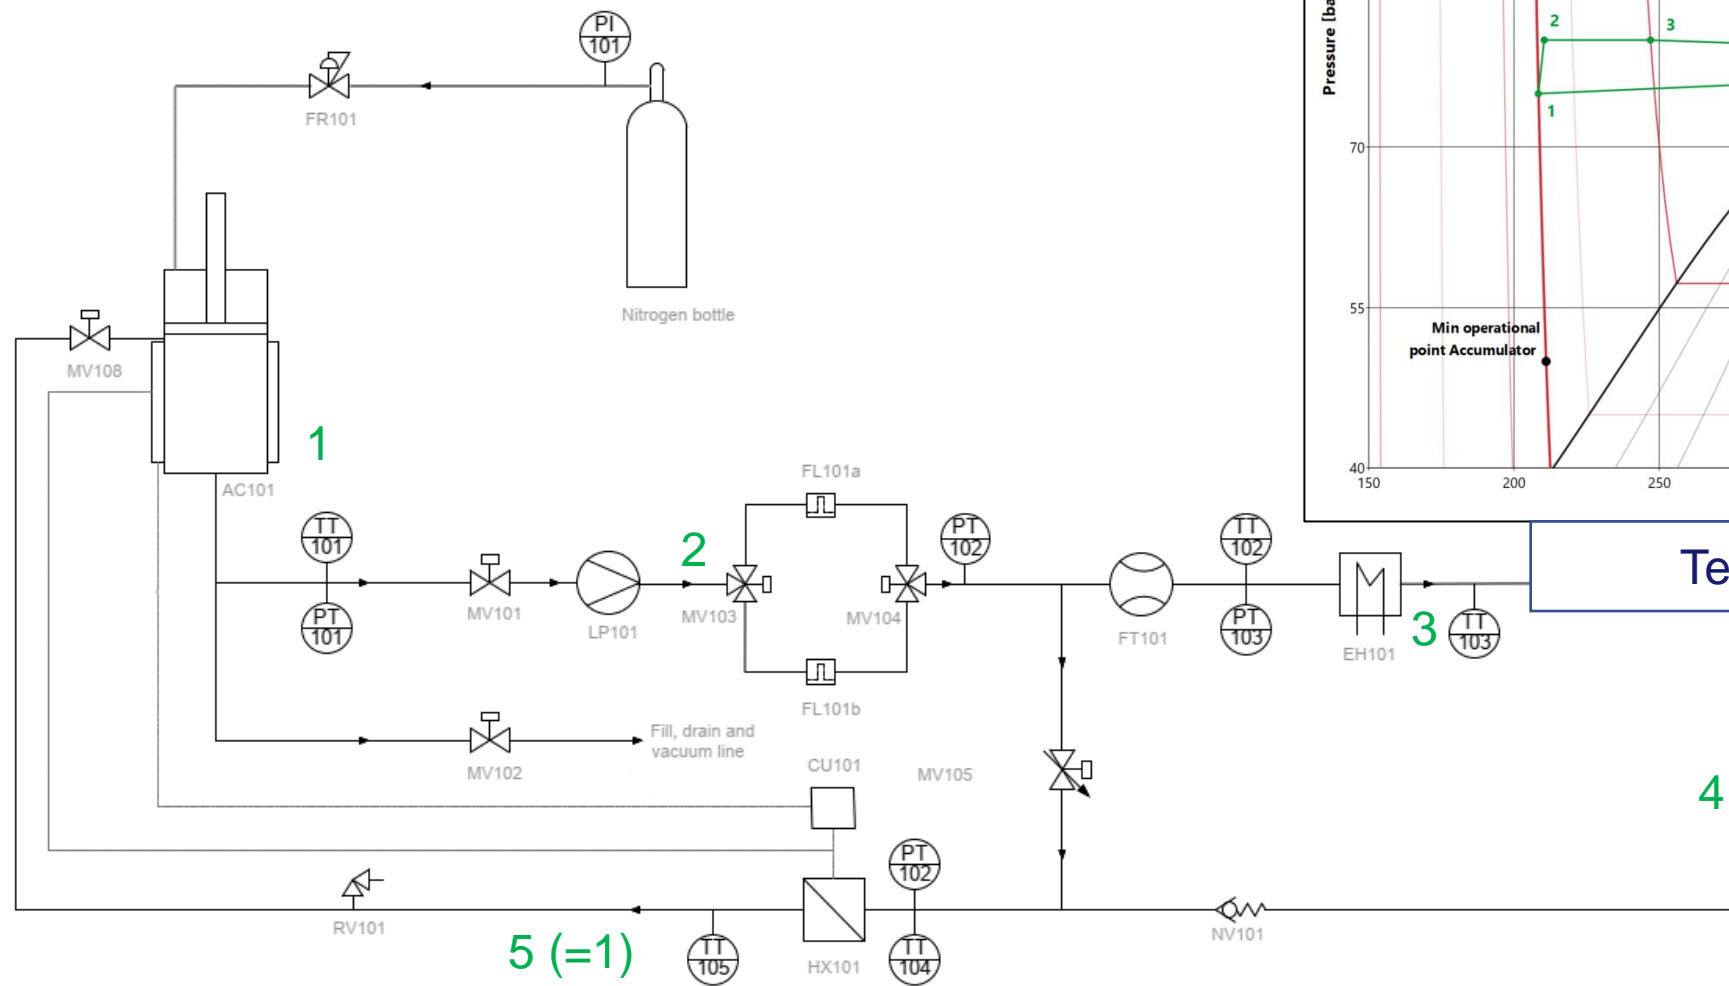 PI
101
FR101
Nitrogen bottle
MV108
1
AC101
TT
101
PT
101
MV101
LP101
2
MV103
FL101a
FL101b
MV104
PT
102
FT101
TT
102
PT
103
EH101
3
TT
103
Te
MV102
Fill, drain and
vacuum line
CU101
MV105
4
RV101
5 (=1)
TT
105
HX101
PT
102
TT
104
NV101
Pressure [ba
2
3
1
70
55
40
Min operational
point Accumulator
150
200
250